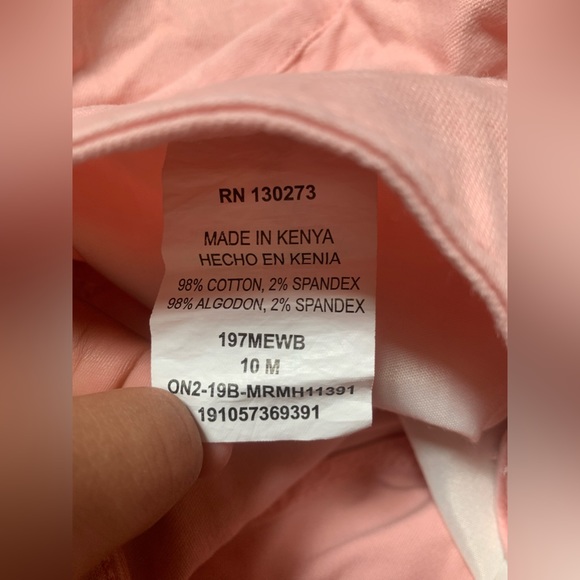 RN 130273
MADE IN KENYA
HECHO EN KENIA
98% COTTON, 2% SPANDEX
98% ALGODON, 2% SPANDEX
197MEWB
10 M
ON2-19B-MRMH11391
191057369391